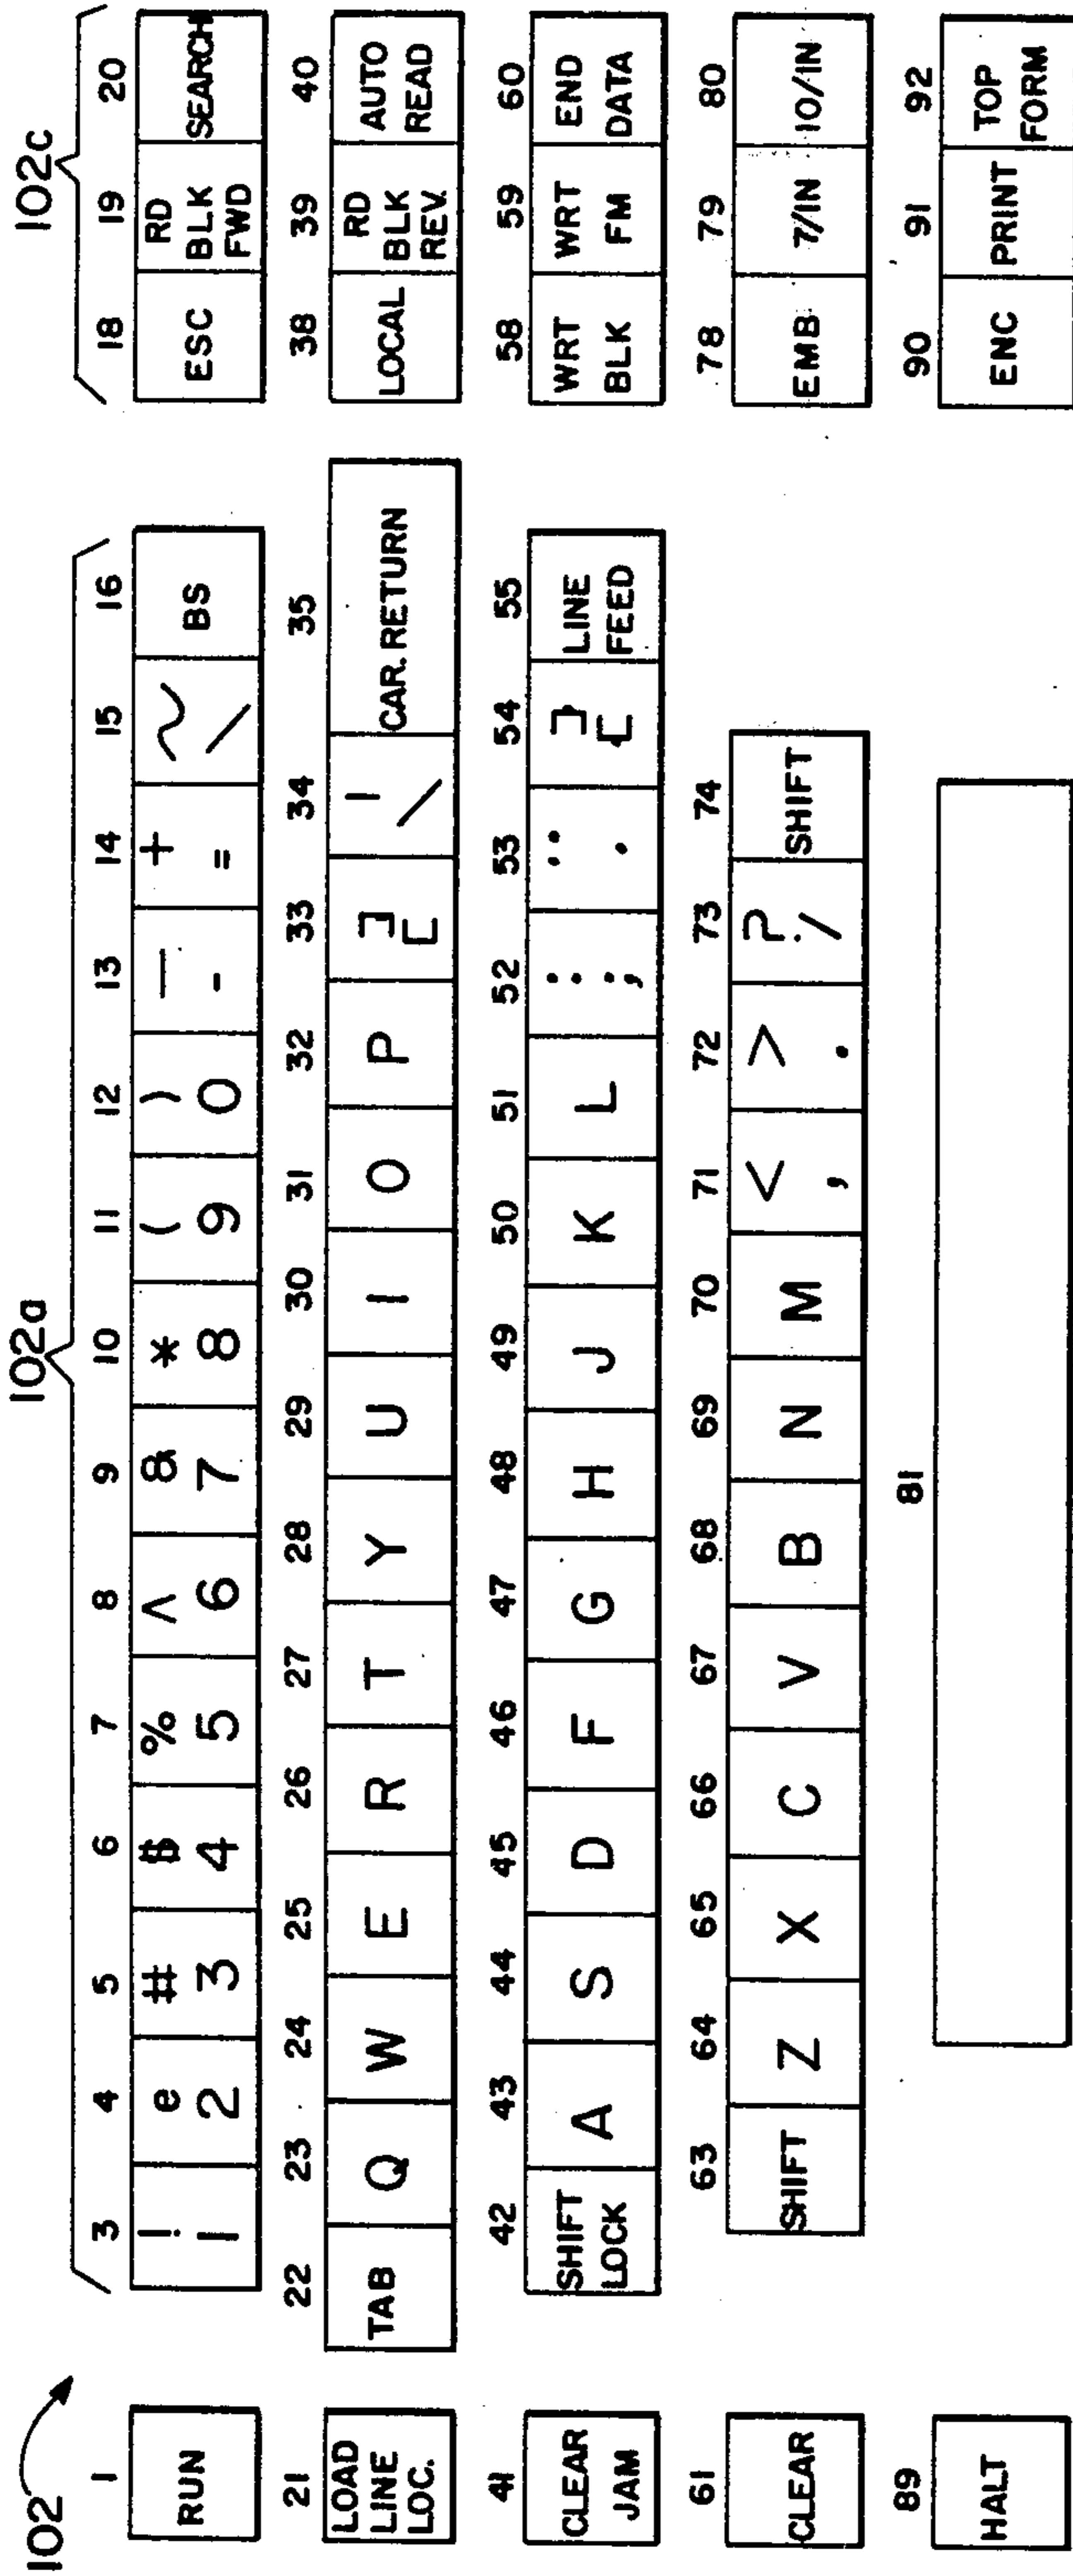 102 102a 102c
1 3 4 5 6 7 8 9 10 11 12 13 14 15 16 18 19 20
RUN ! 1 e 2 # 3 $ 4 % 5 ^ 6 & 7 * 8 ( 9 ) 0 — - + = ~ \ BS ESC RD BLK FWD SEARCH
21 22 23 24 25 26 27 28 29 30 31 32 33 34 35 38 39 40
LOAD LINE LOC. TAB Q W E R T Y U I O P ] [ | \ CAR. RETURN LOCAL RD BLK REV. AUTO READ
41 42 43 44 45 46 47 48 49 50 51 52 53 54 55 58 59 60
CLEAR JAM SHIFT LOCK A S D F G H J K L : ; •• • } { LINE FEED WRT BLK WRT FM END DATA
61 63 64 65 66 67 68 69 70 71 72 73 74 78 79 80
CLEAR SHIFT Z X C V B N M < , > . ? / SHIFT EMB 7/IN 10/IN
89 81 90 91 92
HALT ENC PRINT TOP FORM